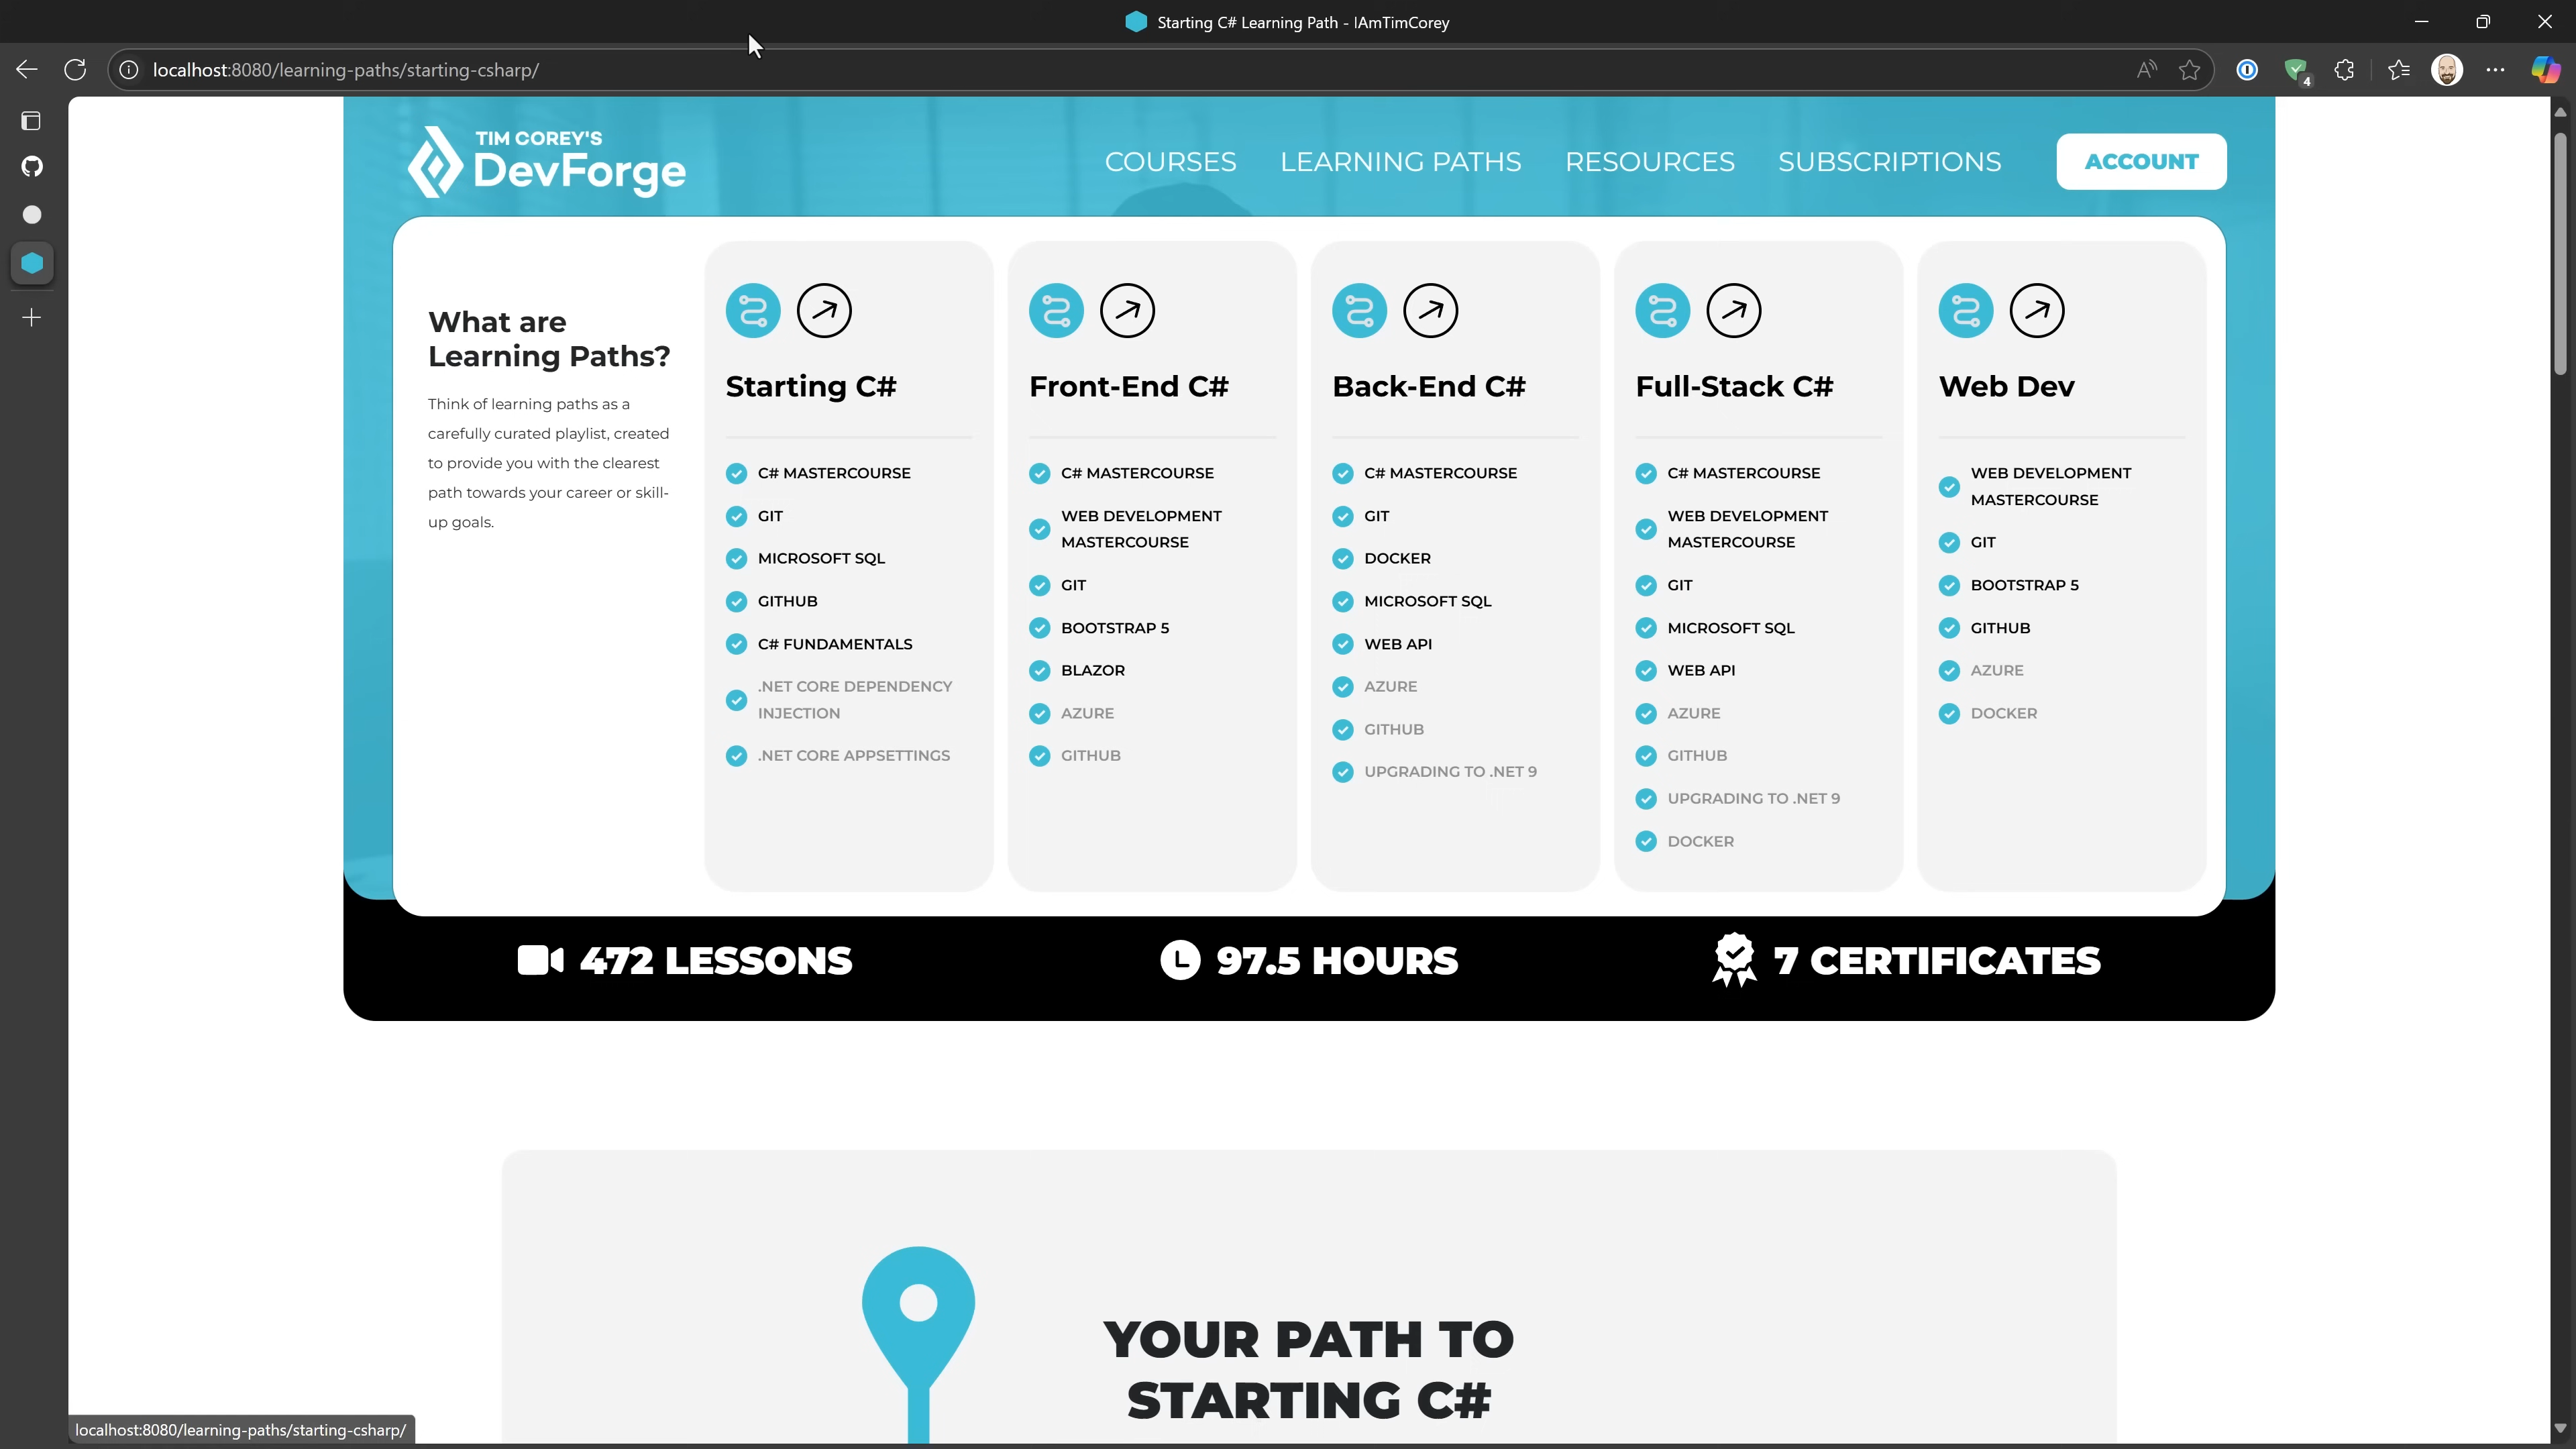 Starting C# Learning Path - IAmTimCorey
localhost:8080/learning-paths/starting-csharp/
4
TIM COREY'S
DevForge
COURSES
LEARNING PATHS
RESOURCES
SUBSCRIPTIONS
ACCOUNT
What are
Learning Paths?
Think of learning paths as a
carefully curated playlist, created
to provide you with the clearest
path towards your career or skill-
up goals.
Starting C#
C# MASTERCOURSE
GIT
MICROSOFT SQL
GITHUB
C# FUNDAMENTALS
.NET CORE DEPENDENCY
INJECTION
.NET CORE APPSETTINGS
Front-End C#
C# MASTERCOURSE
WEB DEVELOPMENT
MASTERCOURSE
GIT
BOOTSTRAP 5
BLAZOR
AZURE
GITHUB
Back-End C#
C# MASTERCOURSE
GIT
DOCKER
MICROSOFT SQL
WEB API
AZURE
GITHUB
UPGRADING TO .NET 9
Full-Stack C#
C# MASTERCOURSE
WEB DEVELOPMENT
MASTERCOURSE
GIT
MICROSOFT SQL
WEB API
AZURE
GITHUB
UPGRADING TO .NET 9
DOCKER
Web Dev
WEB DEVELOPMENT
MASTERCOURSE
GIT
BOOTSTRAP 5
GITHUB
AZURE
DOCKER
472 LESSONS
97.5 HOURS
7 CERTIFICATES
YOUR PATH TO
STARTING C#
localhost:8080/learning-paths/starting-csharp/